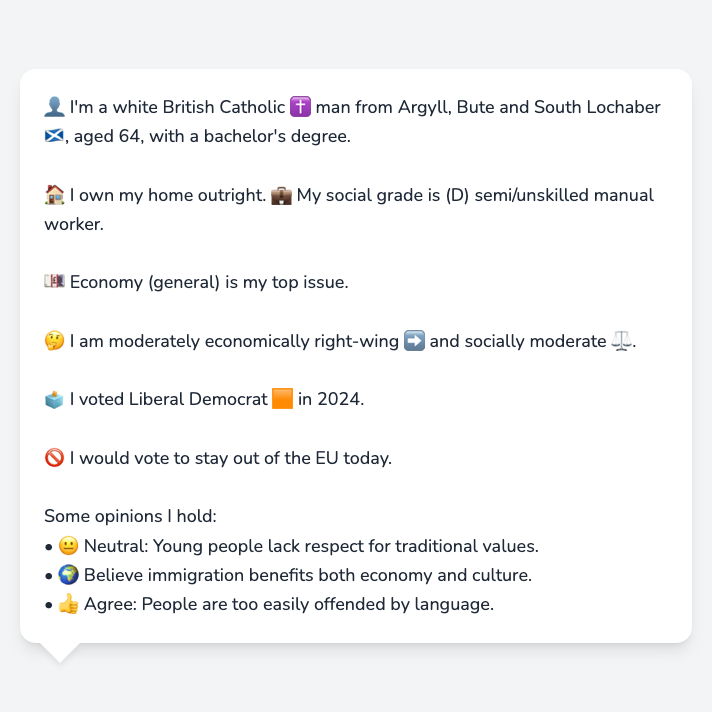 👤 I'm a white British Catholic ✝️ man from Argyll, Bute and South Lochaber
🏴󠁧󠁢󠁳󠁣󠁴󠁿, aged 64, with a bachelor's degree.
🏠 I own my home outright. 💼 My social grade is (D) semi/unskilled manual
worker.
💷 Economy (general) is my top issue.
🤔 I am moderately economically right-wing ➡️ and socially moderate ⚖️.
🗳️ I voted Liberal Democrat 🟧 in 2024.
🚫 I would vote to stay out of the EU today.
Some opinions I hold:
• 😐 Neutral: Young people lack respect for traditional values.
• 🌍 Believe immigration benefits both economy and culture.
• 👍 Agree: People are too easily offended by language.